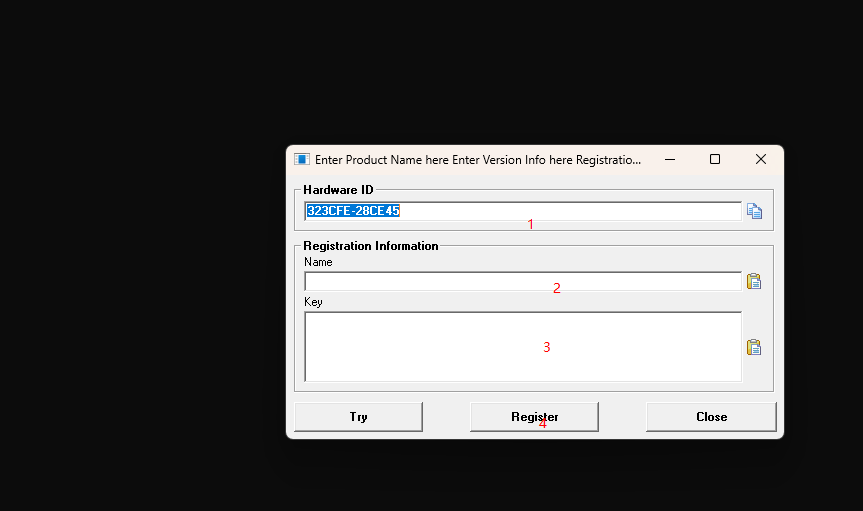 Enter Product Name here Enter Version Info here Registratio...
Hardware ID
323CFE-28CE45
1
Registration Information
Name
2
Key
3
Try
Register
4
Close